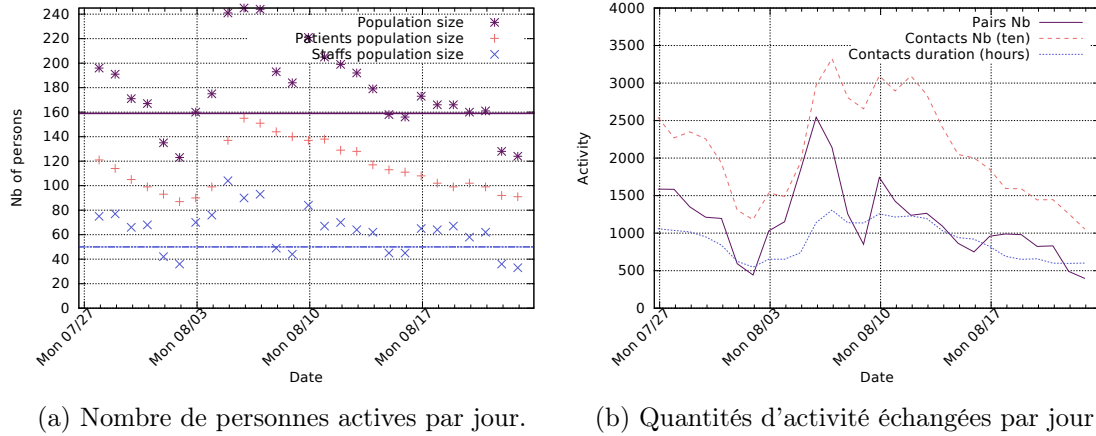 Population size
Patients population size
Staffs population size
Nb of persons
240
220
200
180
160
140
120
100
80
60
40
20
0
Mon 07/27
Mon 08/03
Mon 08/10
Mon 08/17
Date
(a) Nombre de personnes actives par jour.
Pairs Nb
Contacts Nb (ten)
Contacts duration (hours)
Activity
4000
3500
3000
2500
2000
1500
1000
500
0
Mon 07/27
Mon 08/03
Mon 08/10
Mon 08/17
Date
(b) Quantités d'activité échangées par jour